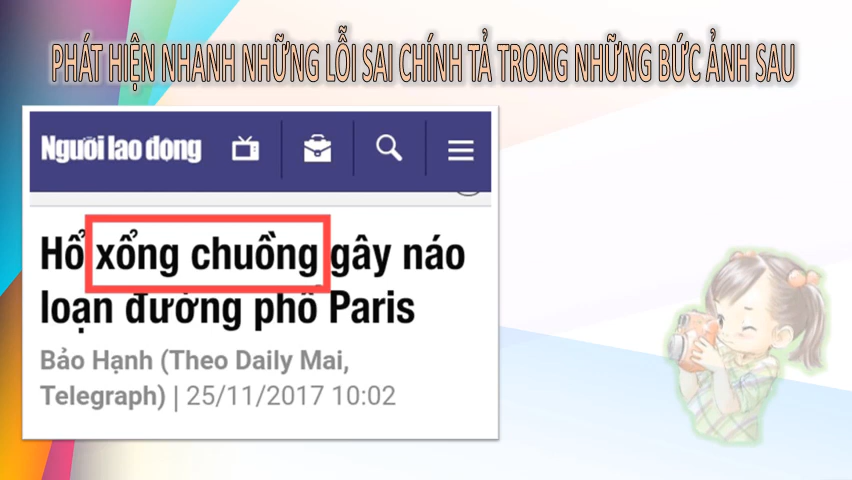 PHÁT HIỆN NHANH NHỮNG LỖI SAI CHÍNH TẢ TRONG NHỮNG BỨC ẢNH SAU
Người lao động
Hổ xổng chuồng gây náo
loạn đường phố Paris
Bảo Hạnh (Theo Daily Mai,
Telegraph) | 25/11/2017 10:02